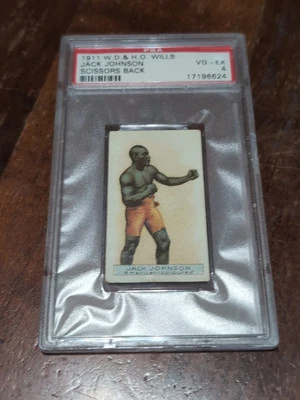 PSA
1911 W.D. & H.O. WILLS
JACK JOHNSON
SCISSORS BACK
VG - EX
4
17196624
JACK JOHNSON.